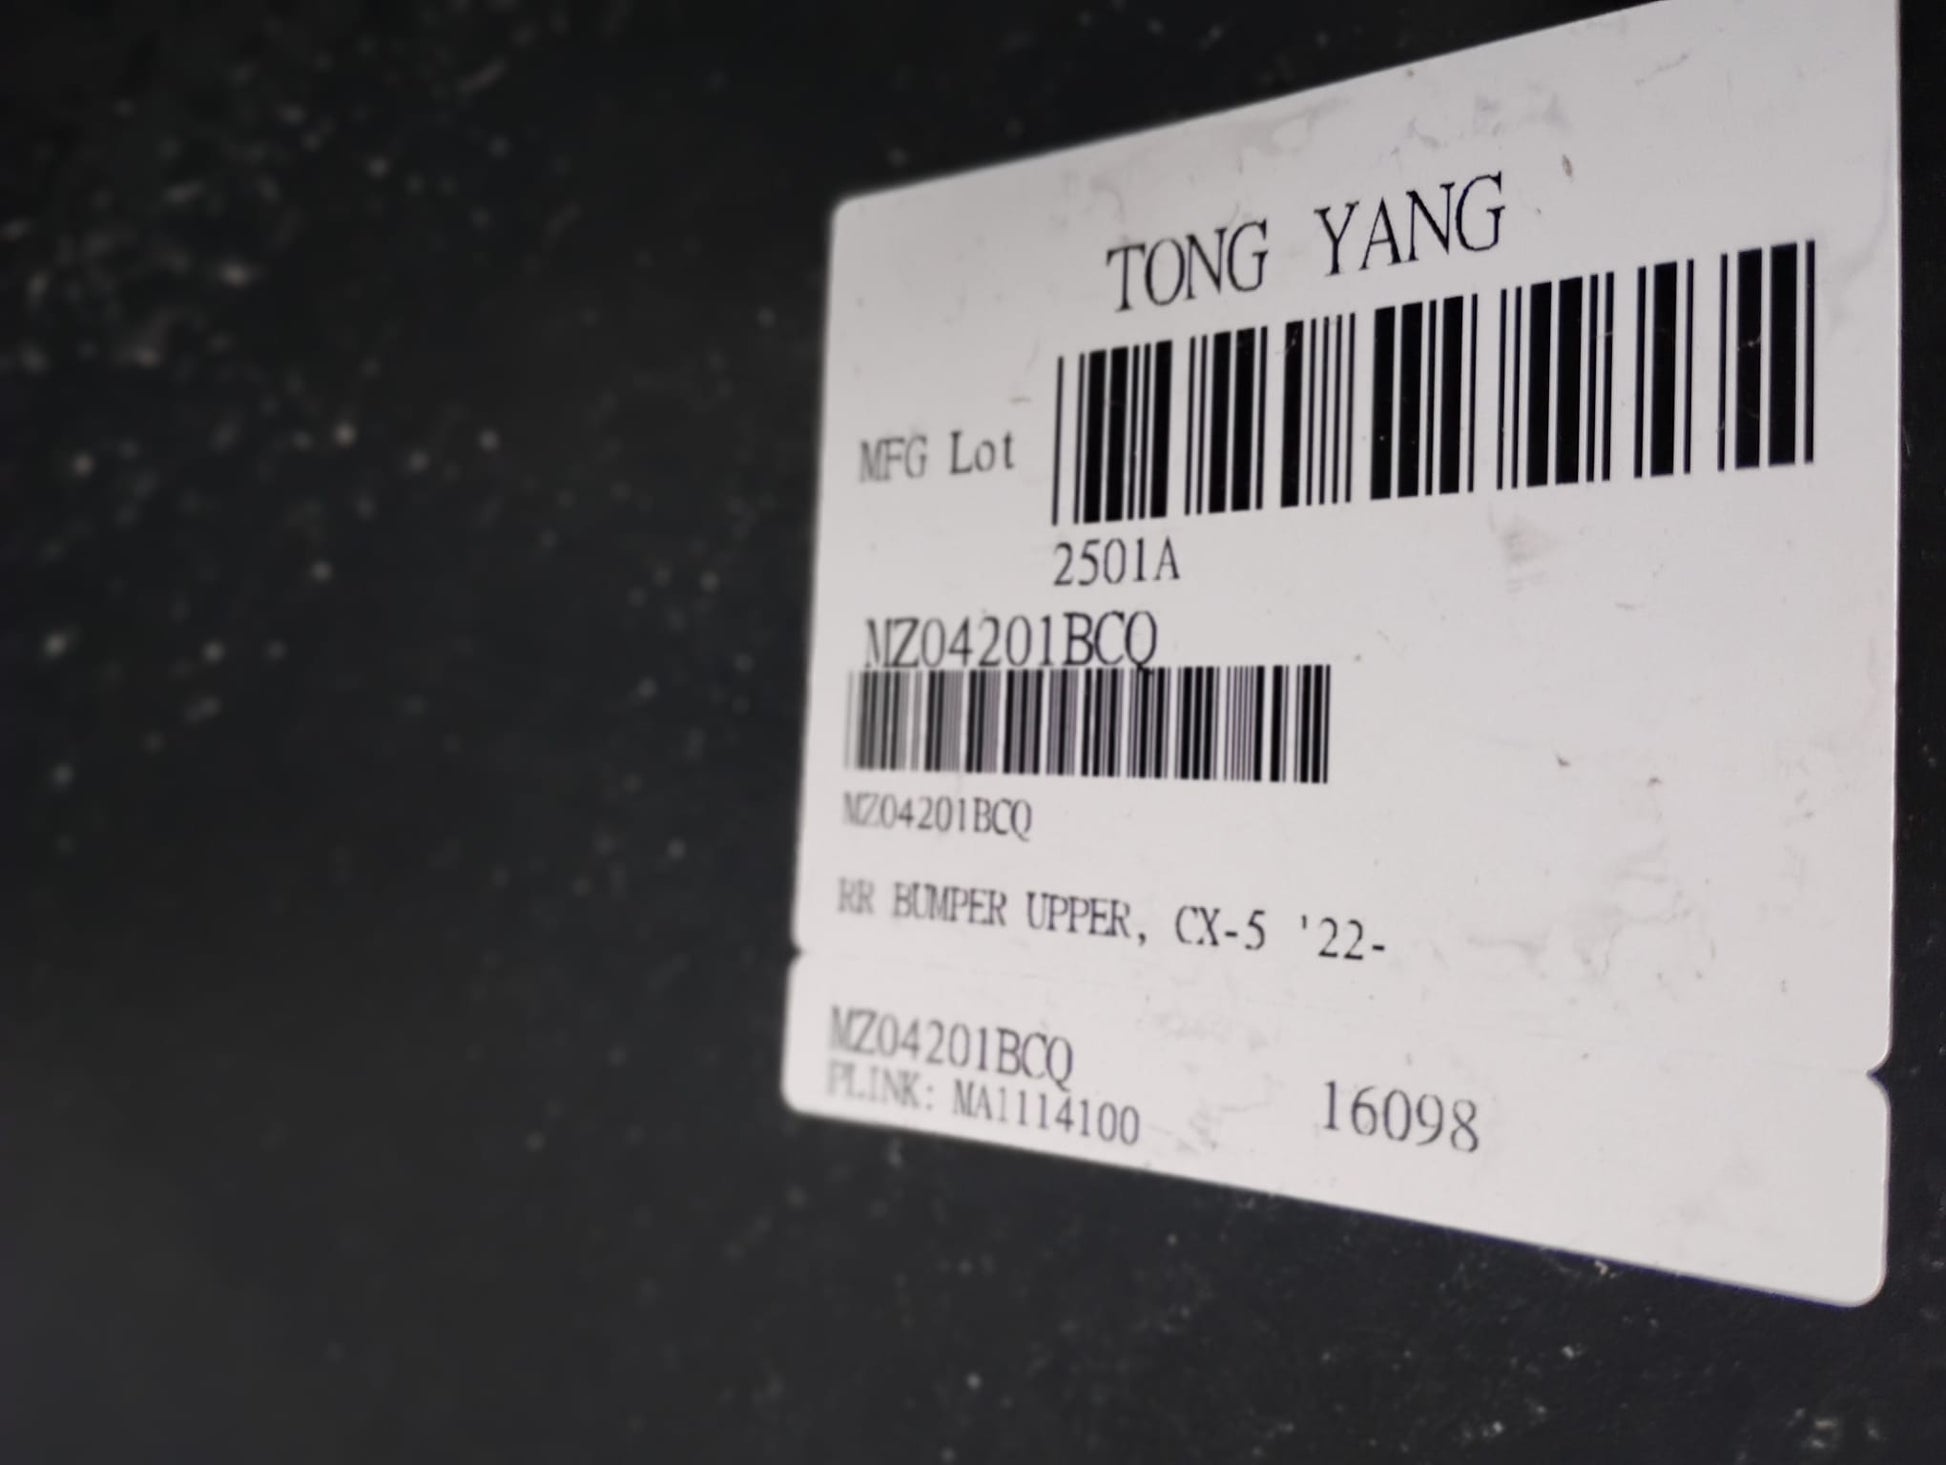 TONG YANG
MFG Lot
2501A
MZ04201BCQ
MZ04201BCQ
RR BUMPER UPPER, CX-5 '22-
MZ04201BCQ
PLINK: MA1114100
16098